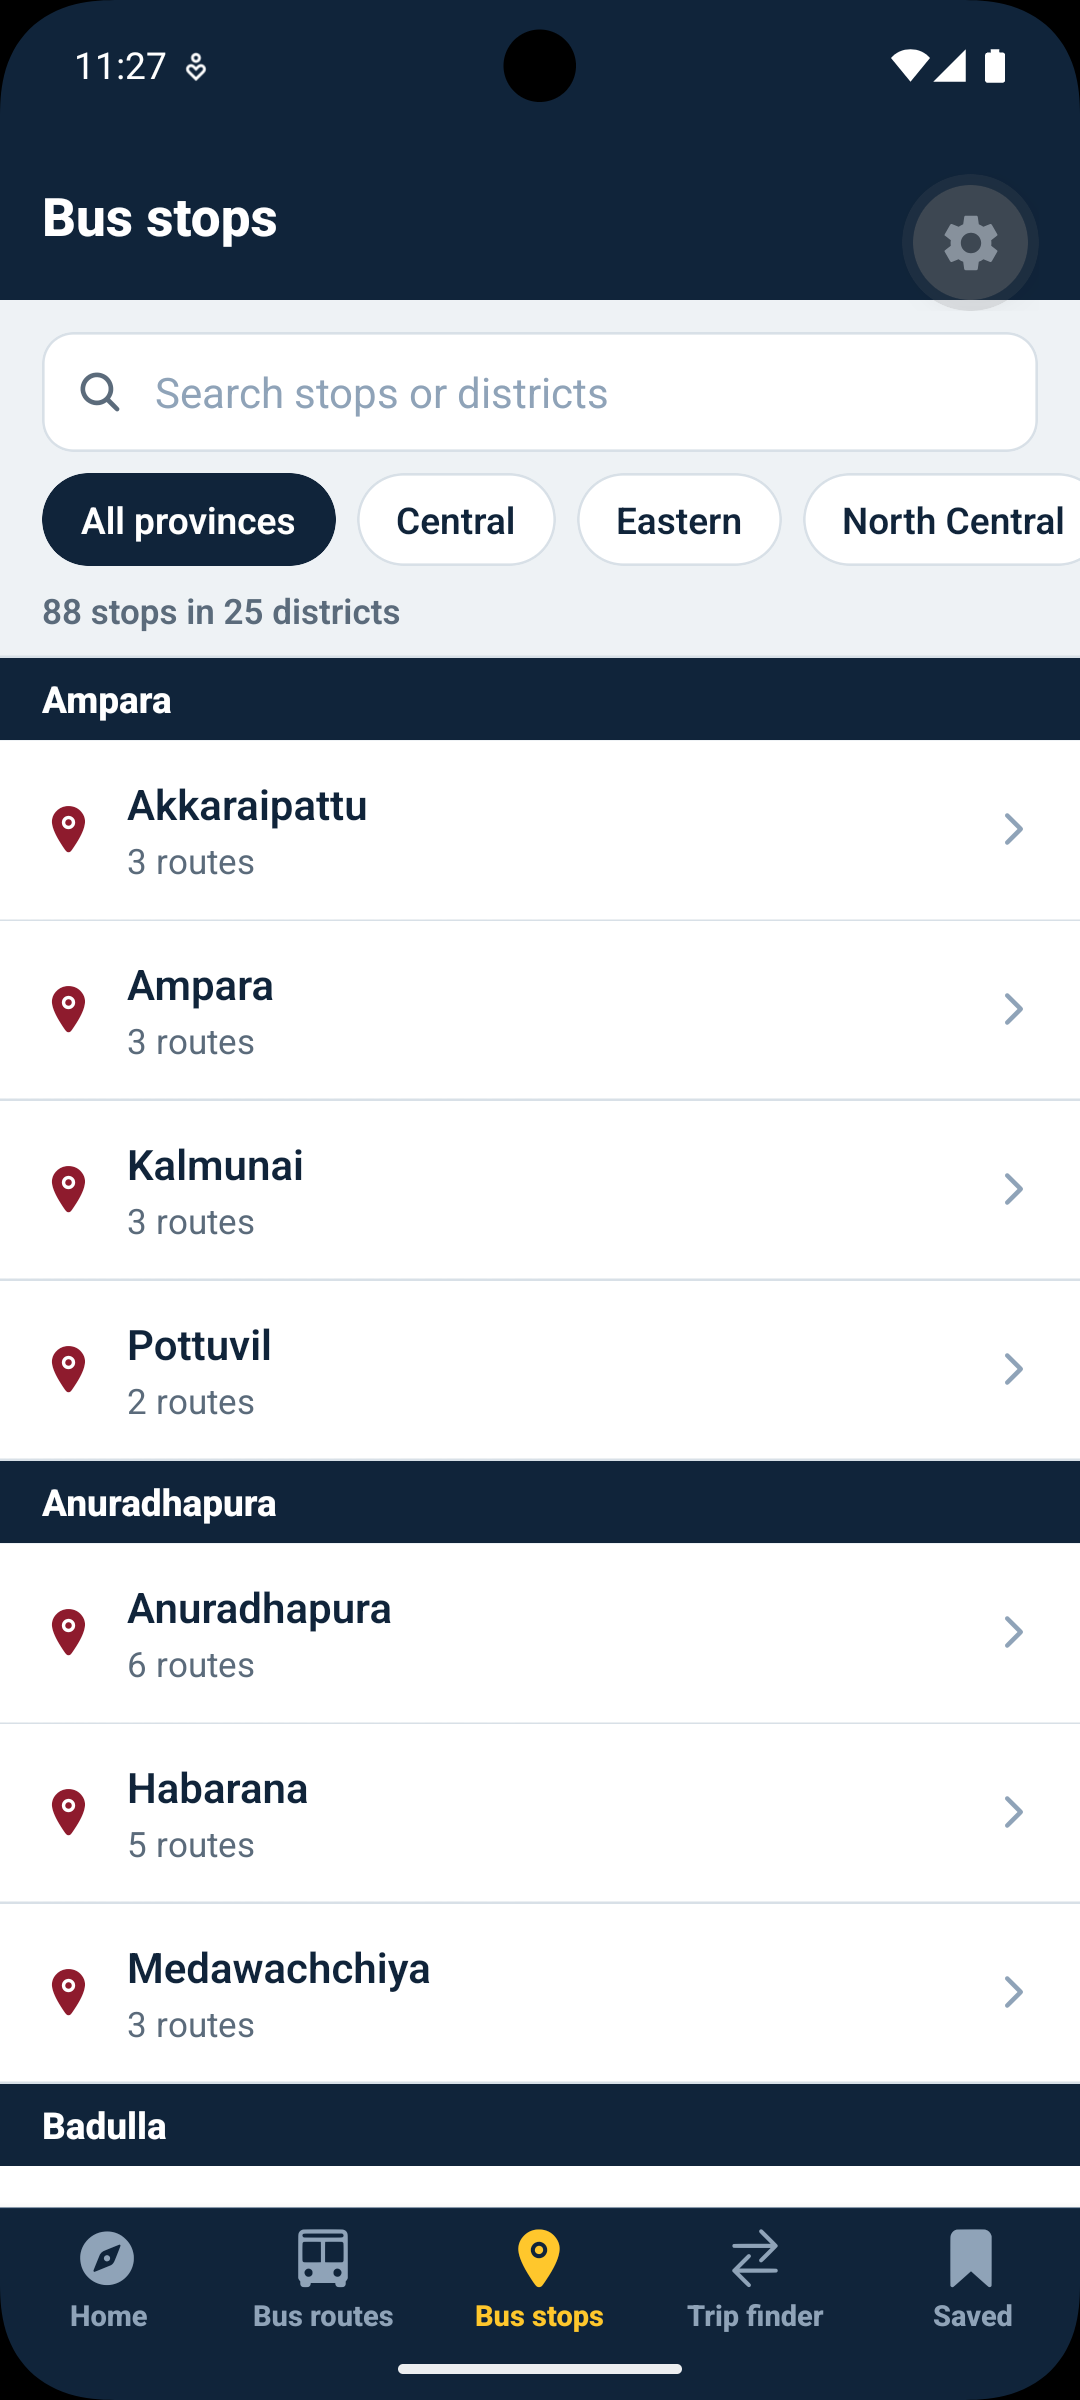 11:27
Bus stops
Search stops or districts
All provinces
Central
Eastern
North Central
88 stops in 25 districts
Ampara
Akkaraipattu
3 routes
Ampara
3 routes
Kalmunai
3 routes
Pottuvil
2 routes
Anuradhapura
Anuradhapura
6 routes
Habarana
5 routes
Medawachchiya
3 routes
Badulla
Home
Bus routes
Bus stops
Trip finder
Saved